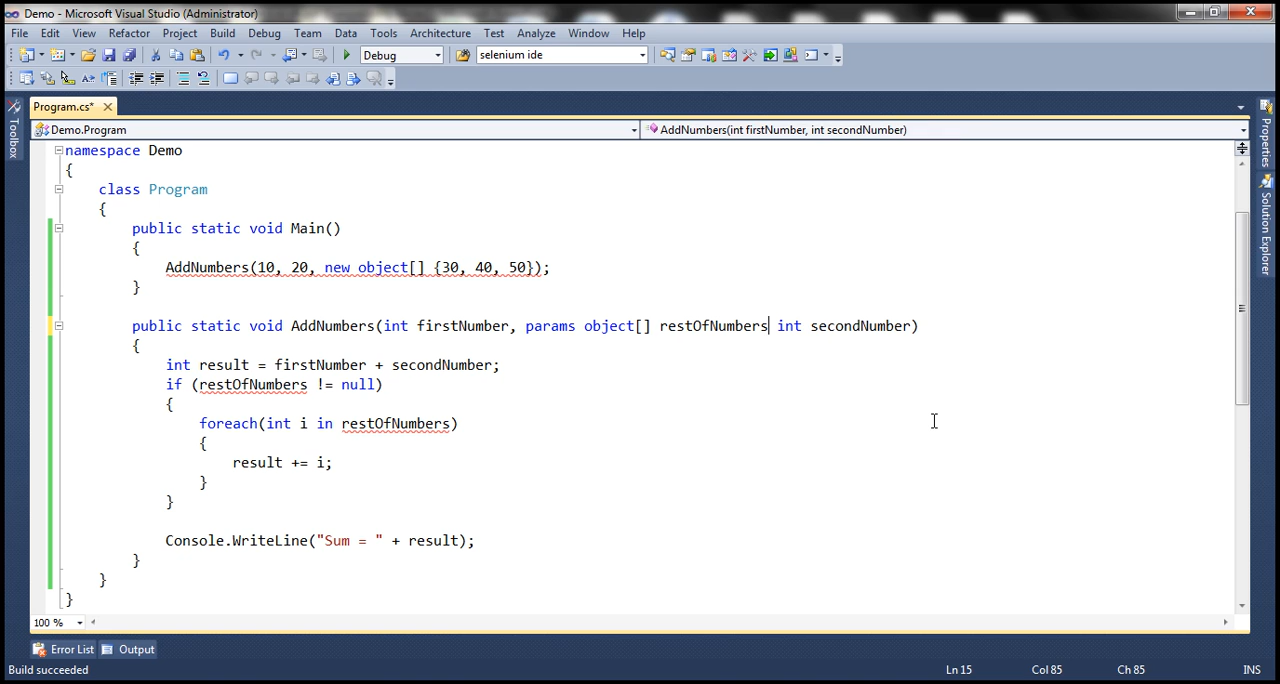 Demo - Microsoft Visual Studio (Administrator)
File Edit View Refactor Project Build Debug Team Data Tools Architecture Test Analyze Window Help
Debug selenium ide
Program.cs*
Demo.Program AddNumbers(int firstNumber, int secondNumber)
Toolbox
Properties
Solution Explorer
namespace Demo
{
class Program
{
public static void Main()
{
AddNumbers(10, 20, new object[] {30, 40, 50});
}
public static void AddNumbers(int firstNumber, params object[] restOfNumbers int secondNumber)
{
int result = firstNumber + secondNumber;
if (restOfNumbers != null)
{
foreach(int i in restOfNumbers)
{
result += i;
}
}
Console.WriteLine("Sum = " + result);
}
}
}
100 %
Error List Output
Build succeeded Ln 15 Col 85 Ch 85 INS